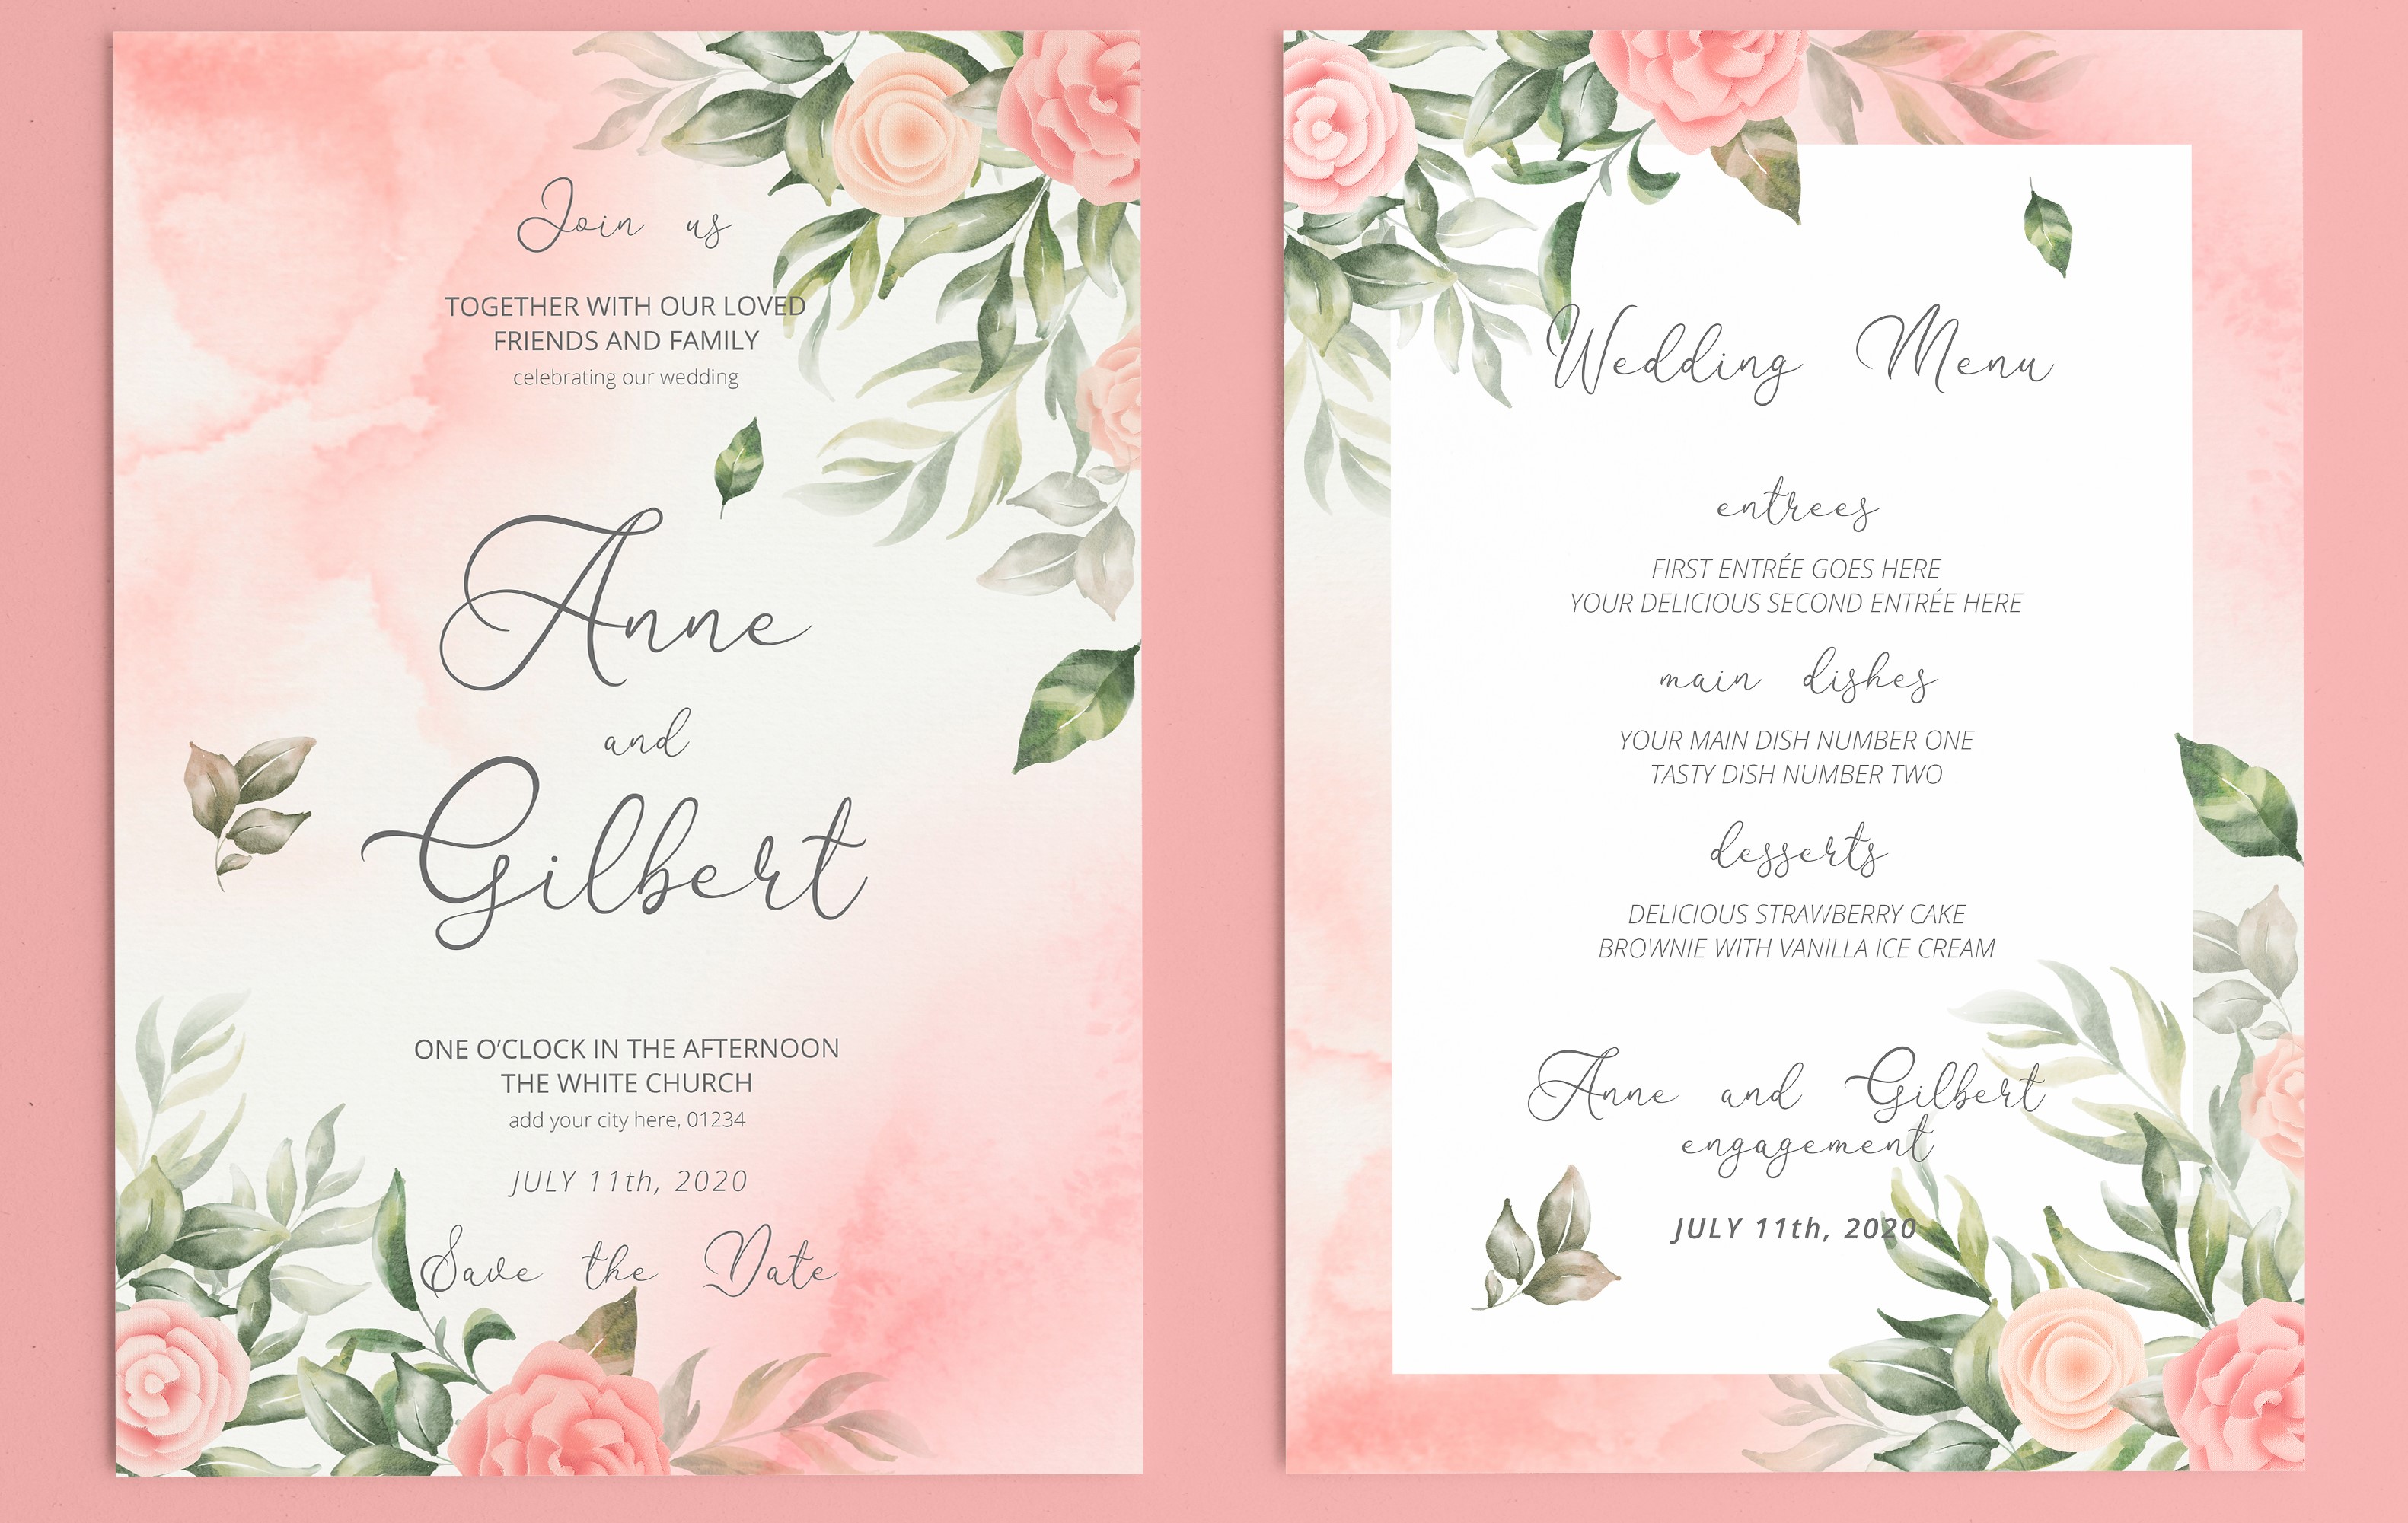 Join us
TOGETHER WITH OUR LOVED
FRIENDS AND FAMILY
celebrating our wedding
Anne
and
Gilbert
ONE O’CLOCK IN THE AFTERNOON
THE WHITE CHURCH
add your city here, 01234
JULY 11th, 2020
Save the Date
Wedding Menu
entrees
FIRST ENTRÉE GOES HERE
YOUR DELICIOUS SECOND ENTRÉE HERE
main dishes
YOUR MAIN DISH NUMBER ONE
TASTY DISH NUMBER TWO
desserts
DELICIOUS STRAWBERRY CAKE
BROWNIE WITH VANILLA ICE CREAM
Anne and Gilbert
engagement
JULY 11th, 2020